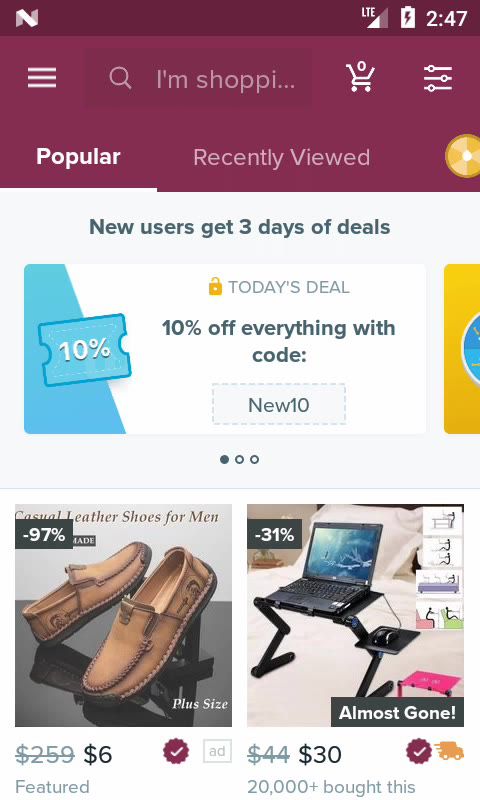 LTE 2:47
I'm shoppi... 0
Popular Recently Viewed
New users get 3 days of deals
TODAY'S DEAL
10% off everything with
code:
10%
New10
Casual Leather Shoes for Men
-97%
MADE
Plus Size
-31%
Almost Gone!
$259 $6 ad
Featured
$44 $30
20,000+ bought this